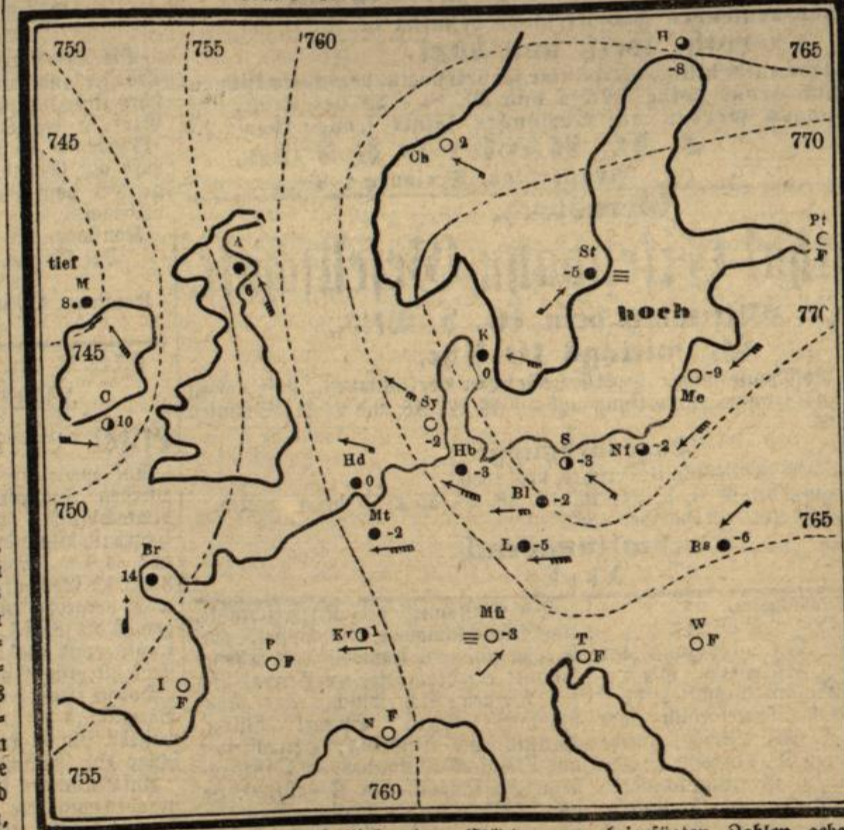 750
755
760
H
765
-8
745
Ch
2
770
A
Pt
F
tief
M
8.
6
St
-5
hoch
770
745
K
0
C
10
Sy
-2
-9
Me
S
-3
Nf
-2
Hd
0
Hb
-3
750
Bl
-2
765
Mt
-2
L
-5
Bs
-6
Br
14
Kr
1
Mü
-3
P
F
T
F
W
F
I
F
N
F
755
760